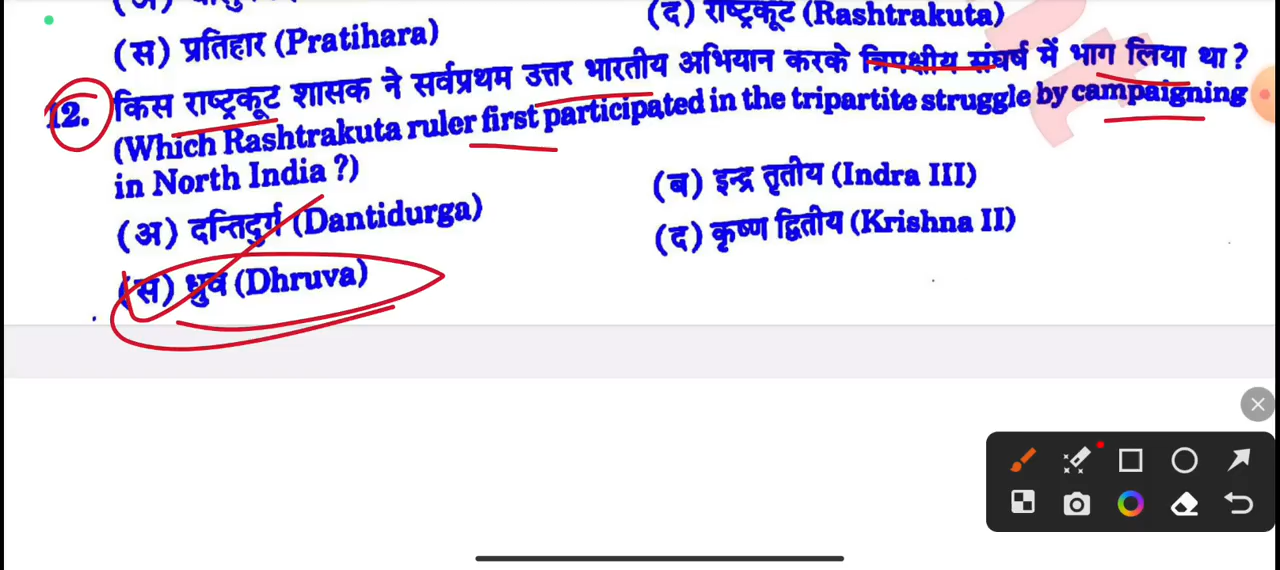 (स) प्रतिहार (Pratihara)
(द) राष्ट्रकूट (Rashtrakuta)
12. किस राष्ट्रकूट शासक ने सर्वप्रथम उत्तर भारतीय अभियान करके त्रिपक्षीय संघर्ष में भाग लिया था ?
(Which Rashtrakuta ruler first participated in the tripartite struggle by campaigning
in North India ?)
(अ) दन्तिदुर्ग (Dantidurga)
(ब) इन्द्र तृतीय (Indra III)
(स) ध्रुव (Dhruva)
(द) कृष्ण द्वितीय (Krishna II)